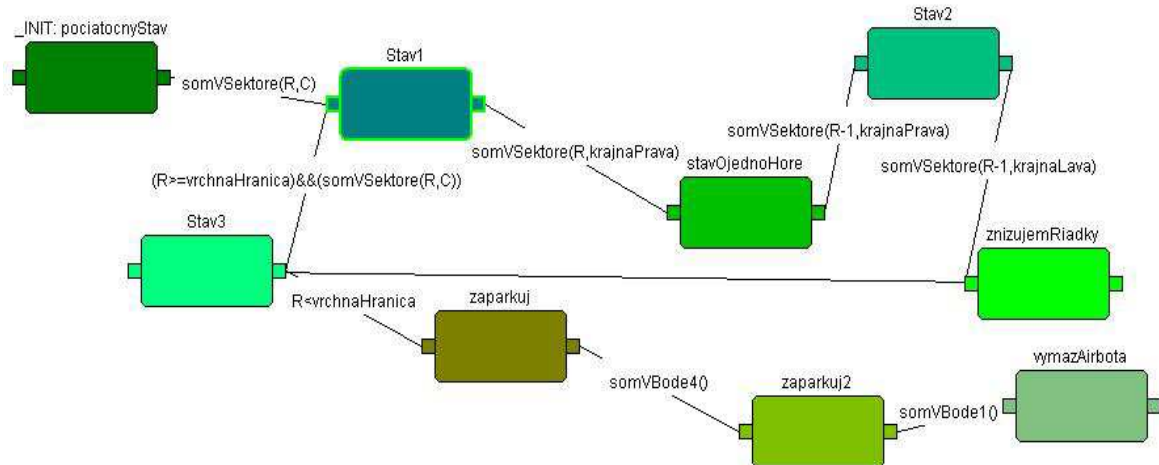 _INIT: pociatocnyStav
Stav1
Stav2
somVSektore(R,C)
somVSektore(R,krajnaPrava)
somVSektore(R-1,krajnaPrava)
stavOjednoHore
somVSektore(R-1,krajnaLava)
(R>=vrchnaHranica)&&(somVSektore(R,C))
Stav3
znizujemRiadky
R<vrchnaHranica
zaparkuj
somVBode4()
zaparkuj2
somVBode1()
vymazAirbota